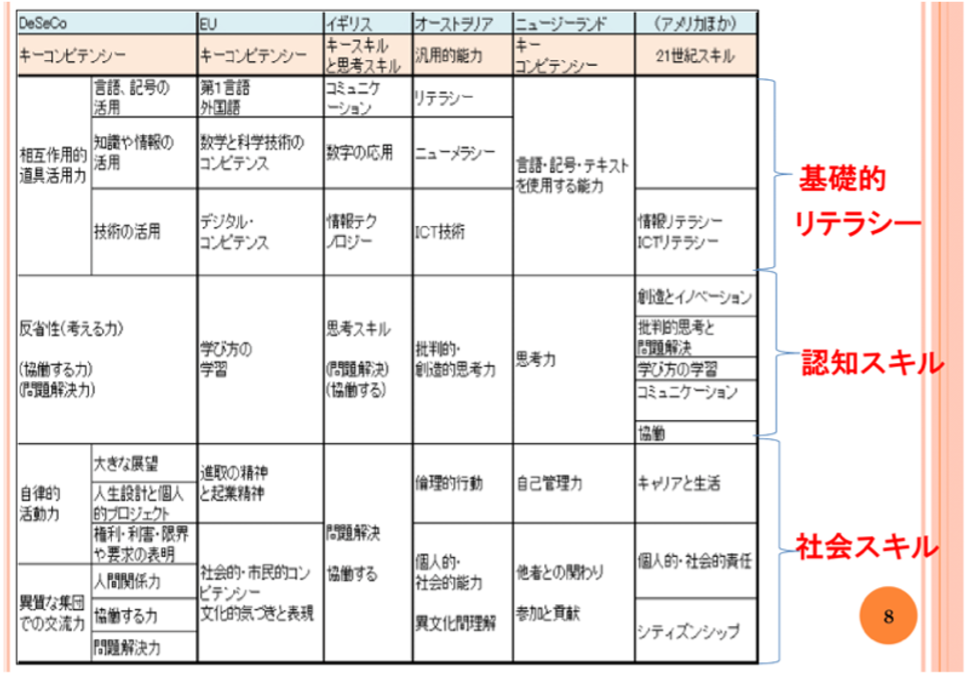 DeSeCo
EU
イギリス
オーストラリア
ニュージーランド
(アメリカほか)
キーコンピテンシー
キーコンピテンシー
キースキル
と思考スキル
汎用的能力
キー
コンピテンシー
21世紀スキル
相互作用的
道具活用力
言語、記号の
活用
第1言語
外国語
コミュニケ
ーション
リテラシー
言語・記号・テキスト
を使用する能力
知識や情報の
活用
数学と科学技術の
コンピテンス
数字の応用
ニューメラシー
技術の活用
デジタル・
コンピテンス
情報テク
ノロジー
ICT技術
情報リテラシー
ICTリテラシー
基礎的
リテラシー
反省性(考える力)
(協働する力)
(問題解決力)
学び方の
学習
思考スキル
(問題解決)
(協働する)
批判的・
創造的思考力
思考力
創造とイノベーション
批判的思考と
問題解決
学び方の学習
コミュニケーション
協働
認知スキル
自律的
活動力
大きな展望
人生設計と個人
的プロジェクト
権利・利害・限界
や要求の表明
進取の精神
と起業精神
問題解決
協働する
倫理的行動
自己管理力
キャリアと生活
異質な集団
での交流力
人間関係力
協働する力
問題解決力
社会的・市民的コン
ピテンシー
文化的気づきと表現
個人的・
社会的能力
異文化間理解
他者との関わり
参加と貢献
個人的・社会的責任
シティズンシップ
社会スキル
8